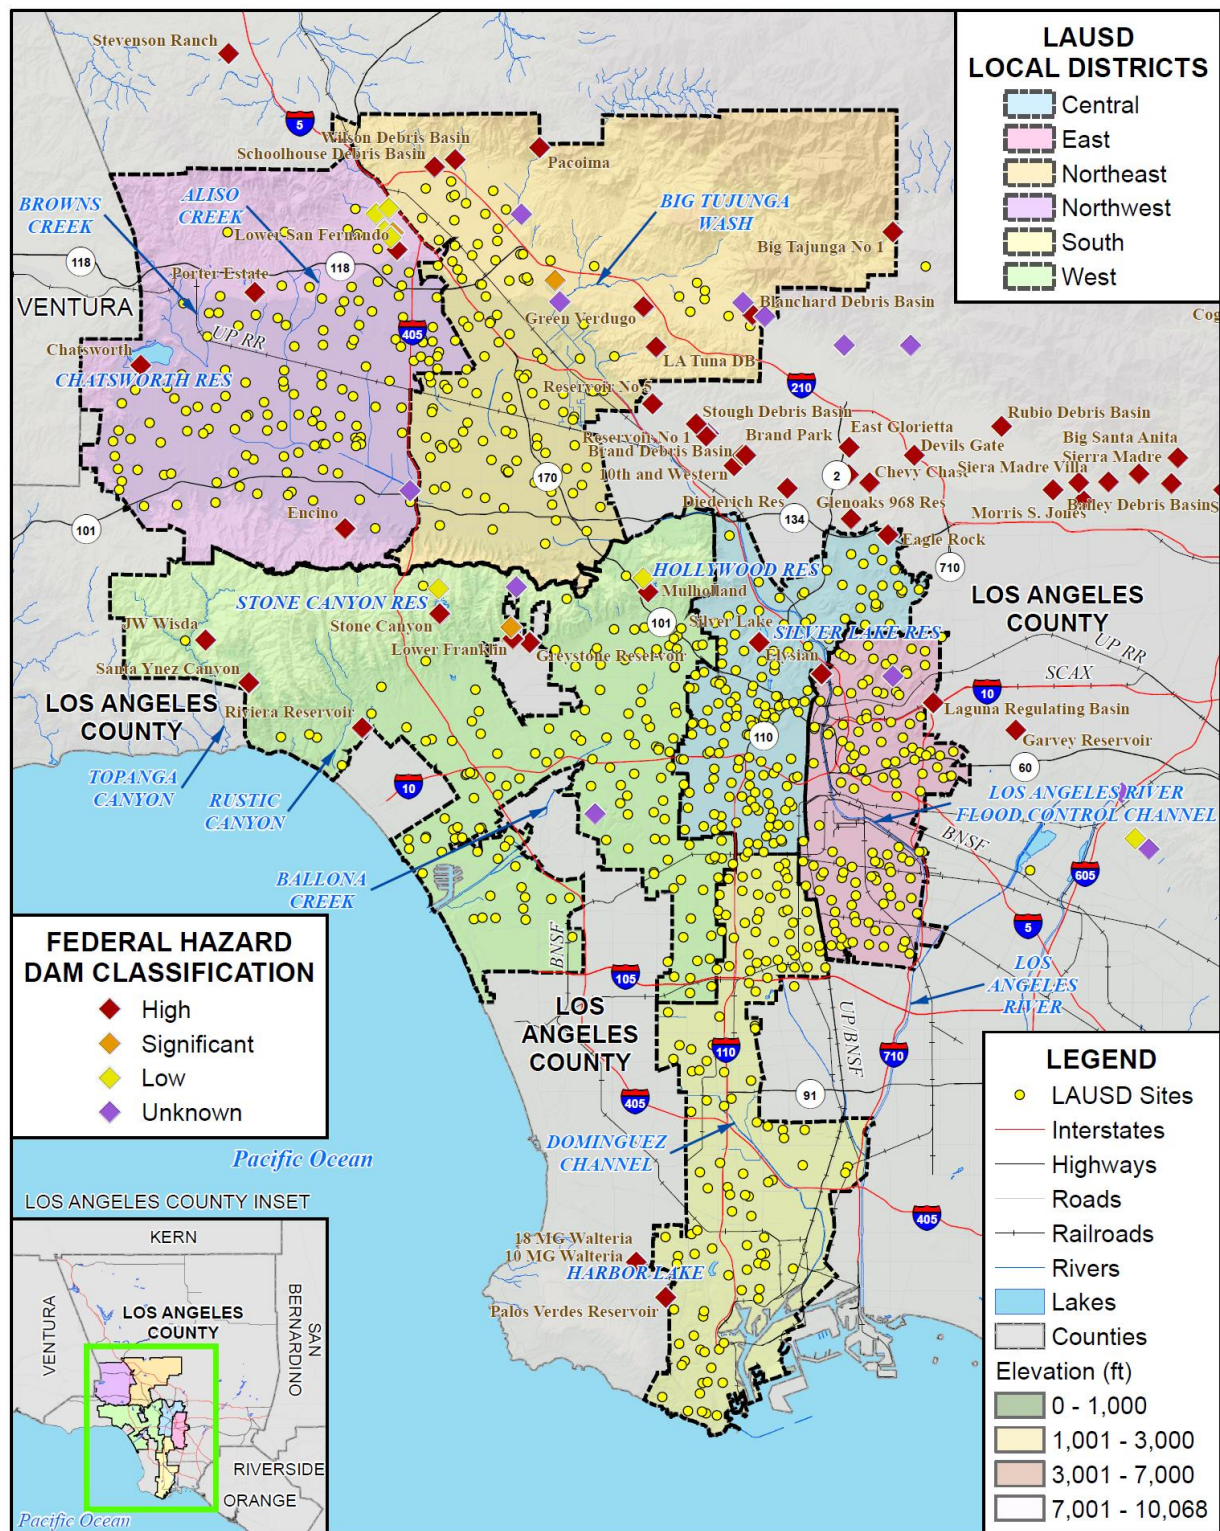 Stevenson Ranch
5
Wilson Debris Basin
Schoolhouse Debris Basin
Pacoima
LAUSD
LOCAL DISTRICTS
Central
East
Northeast
Northwest
South
West
BROWNS
CREEK
ALISO
CREEK
BIG TUJUNGA
WASH
Lower San Fernando
Big Tajunga No 1
118
118
Porter Estate
VENTURA
Green Verdugo
Blanchard Debris Basin
Cog
UP RR
405
Chatsworth
CHATSWORTH RES
LA Tuna DB
210
Reservoir No 5
Stough Debris Basin
Rubio Debris Basin
Reservoir No 1
Brand Park
East Glorietta
Big Santa Anita
Brand Debris Basin
Devils Gate
Sierra Madre
10th and Western
2
Chevy Chase
Siera Madre Villa
170
Diederich Res
Glenoaks 968 Res
Morris S. Jones
Bailey Debris Basin
S
101
Encino
134
Eagle Rock
710
HOLLYWOOD RES
Mulholland
STONE CANYON RES
LOS ANGELES
COUNTY
JW Wisda
Stone Canyon
101
Silver Lake
SILVER LAKE RES
UP RR
Lower Franklin
Greystone Reservoir
Elysian
Santa Ynez Canyon
SCAX
10
LOS ANGELES
COUNTY
Riviera Reservoir
Laguna Regulating Basin
110
Garvey Reservoir
60
TOPANGA
CANYON
RUSTIC
CANYON
10
LOS ANGELES RIVER
FLOOD CONTROL CHANNEL
BNSF
BALLONA
CREEK
605
5
FEDERAL HAZARD
DAM CLASSIFICATION
High
Significant
Low
Unknown
BNSF
105
LOS
ANGELES
RIVER
LOS
ANGELES
COUNTY
UP/BNSF
110
710
405
91
DOMINGUEZ
CHANNEL
Pacific Ocean
405
18 MG Walteria
10 MG Walteria
HARBOR LAKE
Palos Verdes Reservoir
LEGEND
LAUSD Sites
Interstates
Highways
Roads
Railroads
Rivers
Lakes
Counties
Elevation (ft)
0 - 1,000
1,001 - 3,000
3,001 - 7,000
7,001 - 10,068
LOS ANGELES COUNTY INSET
KERN
VENTURA
LOS ANGELES
COUNTY
SAN
BERNARDINO
RIVERSIDE
ORANGE
Pacific Ocean